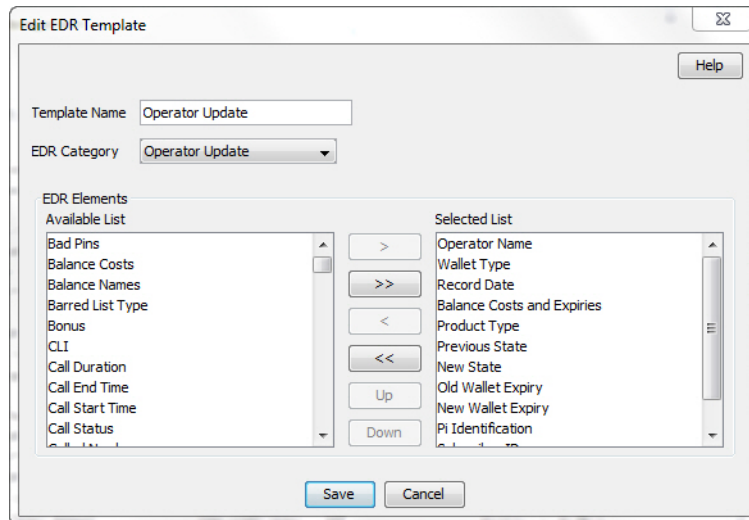 Edit EDR Template
Help
Template Name Operator Update
EDR Category Operator Update
EDR Elements
Available List
Bad Pins
Balance Costs
Balance Names
Barred List Type
Bonus
CLI
Call Duration
Call End Time
Call Start Time
Call Status
>
>>
<
<<
Up
Down
Selected List
Operator Name
Wallet Type
Record Date
Balance Costs and Expiries
Product Type
Previous State
New State
Old Wallet Expiry
New Wallet Expiry
Pi Identification
Save Cancel